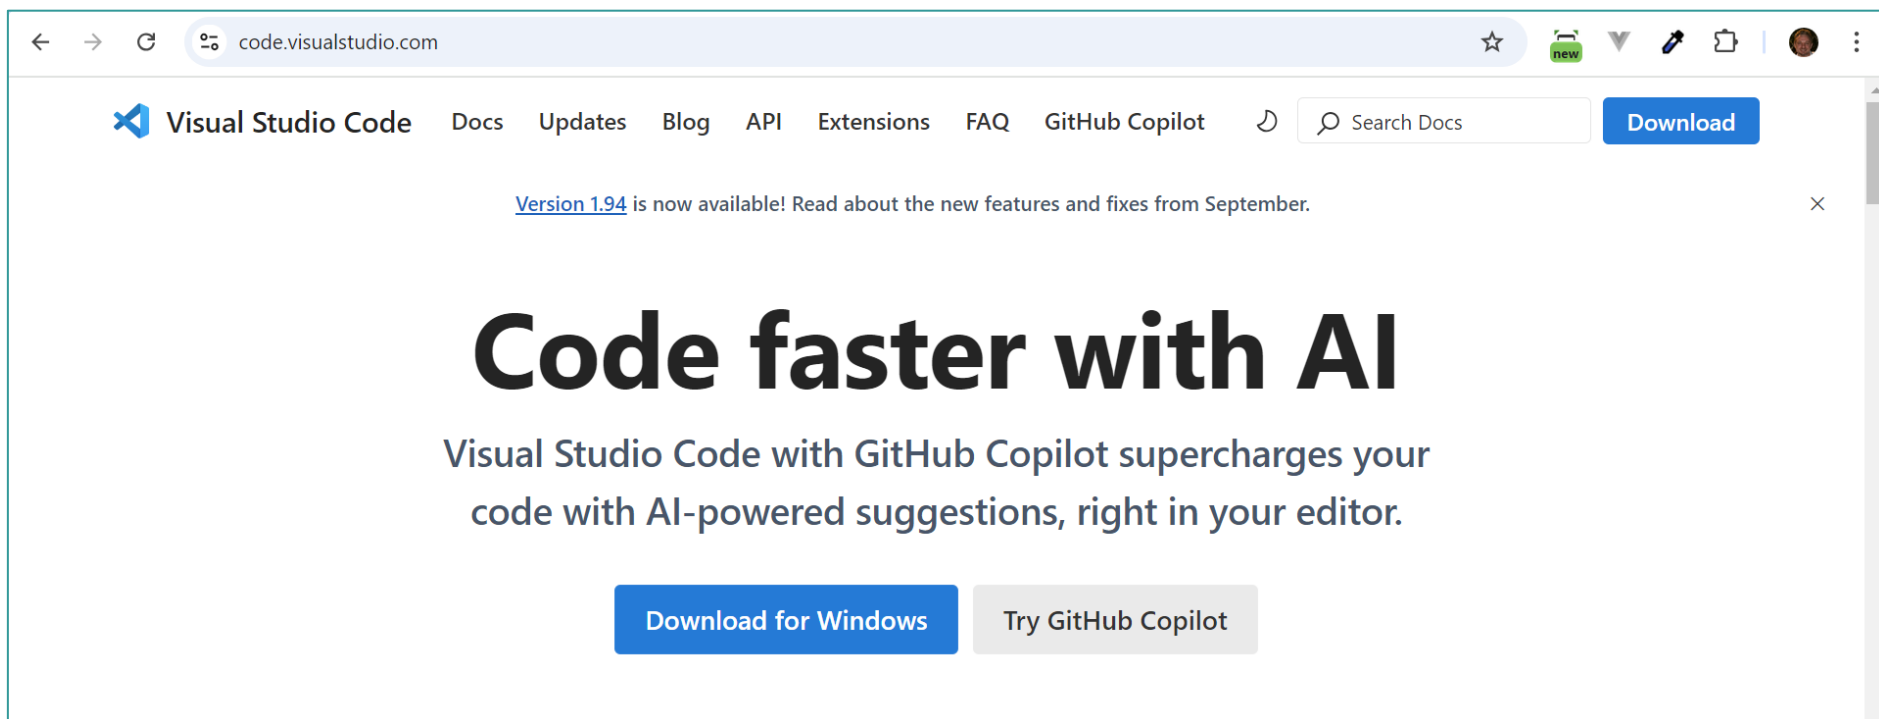 code.visualstudio.com
new
Visual Studio Code Docs Updates Blog API Extensions FAQ GitHub Copilot Search Docs Download
Version 1.94 is now available! Read about the new features and fixes from September.
Code faster with AI
Visual Studio Code with GitHub Copilot supercharges your
code with AI-powered suggestions, right in your editor.
Download for Windows Try GitHub Copilot